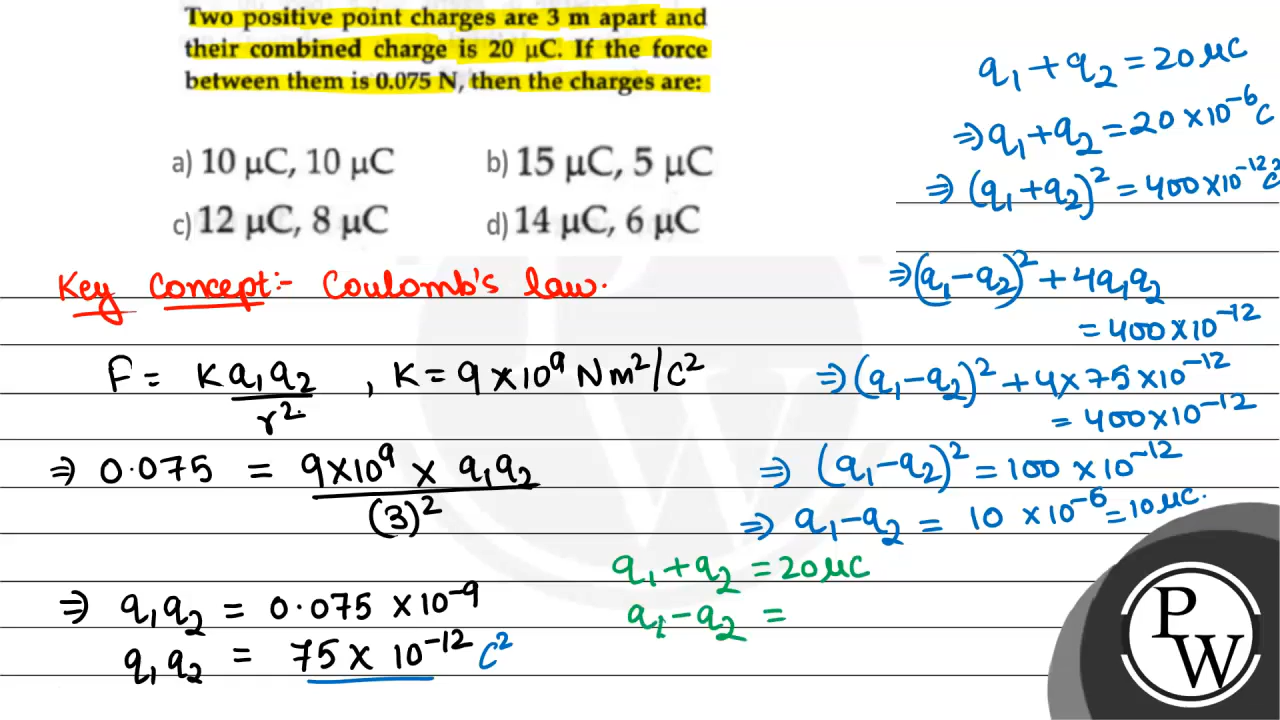 Two positive point charges are 3 m apart and
their combined charge is 20 μC. If the force
between them is 0.075 N, then the charges are:
a) 10 μC, 10 μC
b) 15 μC, 5 μC
c) 12 μC, 8 μC
d) 14 μC, 6 μC
Key Concept:- Coulomb's law.
F = K q₁q₂ / r² , K = 9 × 10⁹ Nm²/C²
⇒ 0.075 = 9×10⁹ × q₁q₂ / (3)²
⇒ q₁q₂ = 0.075 × 10⁻⁹
q₁q₂ = 75 × 10⁻¹² C²
q₁ + q₂ = 20 μC
⇒ q₁ + q₂ = 20 × 10⁻⁶ C
⇒ (q₁ + q₂)² = 400 × 10⁻¹² C²
⇒ (q₁ − q₂)² + 4q₁q₂
= 400 × 10⁻¹²
⇒ (q₁ − q₂)² + 4 × 75 × 10⁻¹²
= 400 × 10⁻¹²
⇒ (q₁ − q₂)² = 100 × 10⁻¹²
⇒ q₁ − q₂ = 10 × 10⁻⁶ = 10 μC.
q₁ + q₂ = 20 μC
q₁ − q₂ =
PW